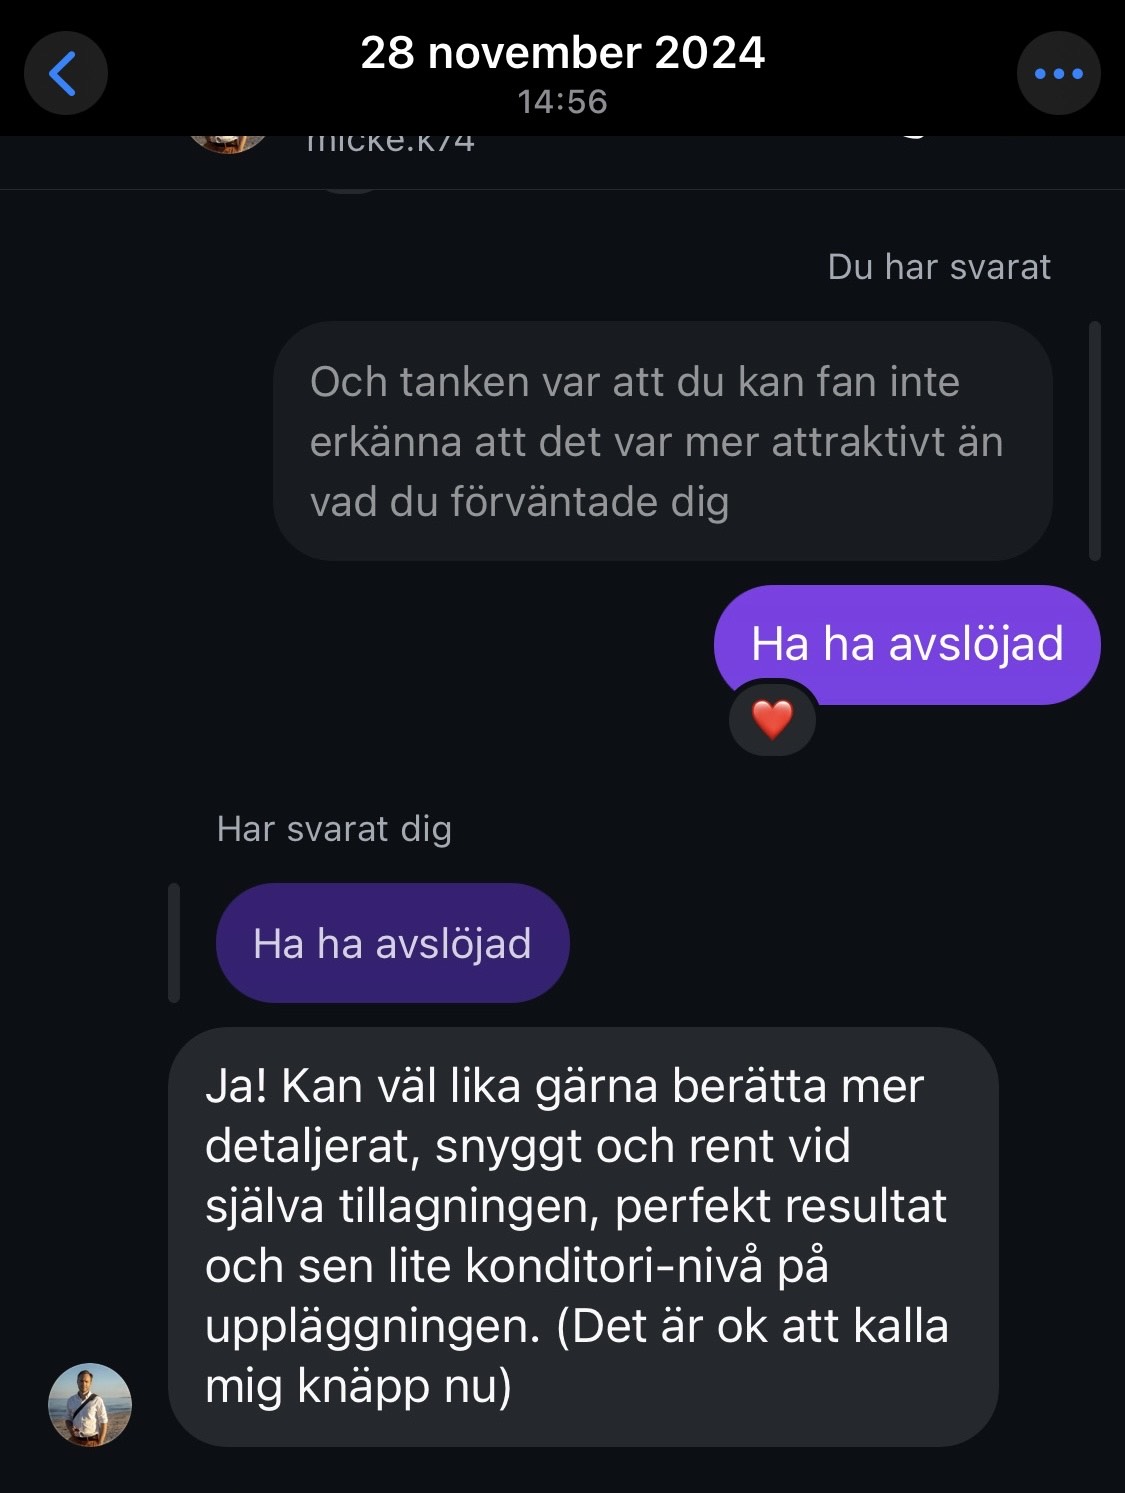 28 november 2024
14:56
micke.k74
Du har svarat
Och tanken var att du kan fan inte
erkänna att det var mer attraktivt än
vad du förväntade dig
Ha ha avslöjad
Har svarat dig
Ha ha avslöjad
Ja! Kan väl lika gärna berätta mer
detaljerat, snyggt och rent vid
själva tillagningen, perfekt resultat
och sen lite konditori-nivå på
uppläggningen. (Det är ok att kalla
mig knäpp nu)